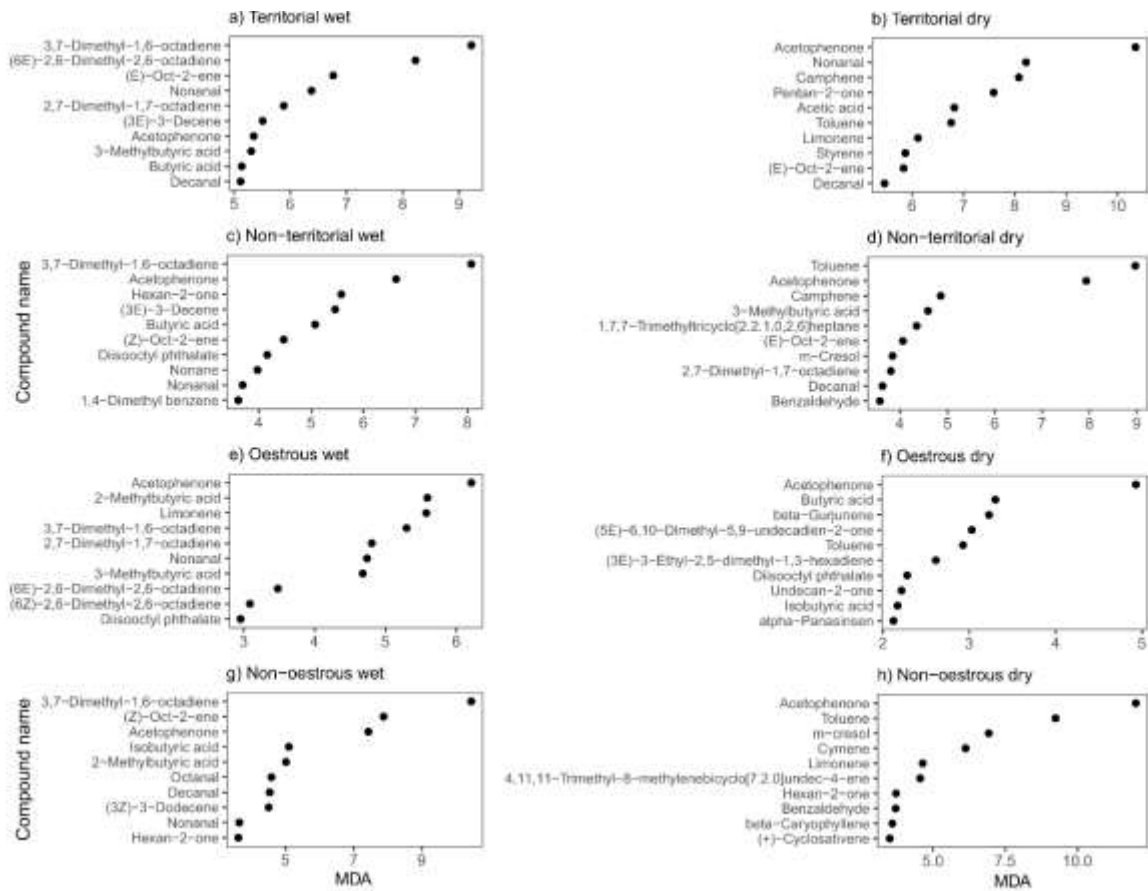 a) Territorial wet
3,7−Dimethyl−1,6−octadiene
(6E)−2,6−Dimethyl−2,6−octadiene
(E)−Oct−2−ene
Nonanal
2,7−Dimethyl−1,7−octadiene
(3E)−3−Decene
Acetophenone
3−Methylbutyric acid
Butyric acid
Decanal
5 6 7 8 9
b) Territorial dry
Acetophenone
Nonanal
Camphene
Pentan−2−one
Acetic acid
Toluene
Limonene
Styrene
(E)−Oct−2−ene
Decanal
6 7 8 9 10
Compound name
c) Non−territorial wet
3,7−Dimethyl−1,6−octadiene
Acetophenone
Hexan−2−one
(3E)−3−Decene
Butyric acid
(Z)−Oct−2−ene
Diisooctyl phthalate
Nonane
Nonanal
1,4−Dimethyl benzene
4 5 6 7 8
d) Non−territorial dry
Toluene
Acetophenone
Camphene
3−Methylbutyric acid
1,7,7−Trimethyltricyclo[2.2.1.0,2,6]heptane
(E)−Oct−2−ene
m−Cresol
2,7−Dimethyl−1,7−octadiene
Decanal
Benzaldehyde
4 5 6 7 8 9
e) Oestrous wet
Acetophenone
2−Methylbutyric acid
Limonene
3,7−Dimethyl−1,6−octadiene
2,7−Dimethyl−1,7−octadiene
Nonanal
3−Methylbutyric acid
(6E)−2,6−Dimethyl−2,6−octadiene
(6Z)−2,6−Dimethyl−2,6−octadiene
Diisooctyl phthalate
3 4 5 6
f) Oestrous dry
Acetophenone
Butyric acid
beta−Gurjunene
(5E)−6,10−Dimethyl−5,9−undecadien−2−one
Toluene
(3E)−3−Ethyl−2,5−dimethyl−1,3−hexadiene
Diisooctyl phthalate
Undecan−2−one
Isobutyric acid
alpha−Panasinsen
2 3 4 5
Compound name
g) Non−oestrous wet
3,7−Dimethyl−1,6−octadiene
(Z)−Oct−2−ene
Acetophenone
Isobutyric acid
2−Methylbutyric acid
Octanal
Decanal
(3Z)−3−Dodecene
Nonanal
Hexan−2−one
5 7 9
MDA
h) Non−oestrous dry
Acetophenone
Toluene
m−cresol
Cymene
Limonene
4,11,11−Trimethyl−8−methylenebicyclo[7.2.0]undec−4−ene
Hexan−2−one
Benzaldehyde
beta−Caryophyllene
(+)−Cyclosativene
5.0 7.5 10.0
MDA